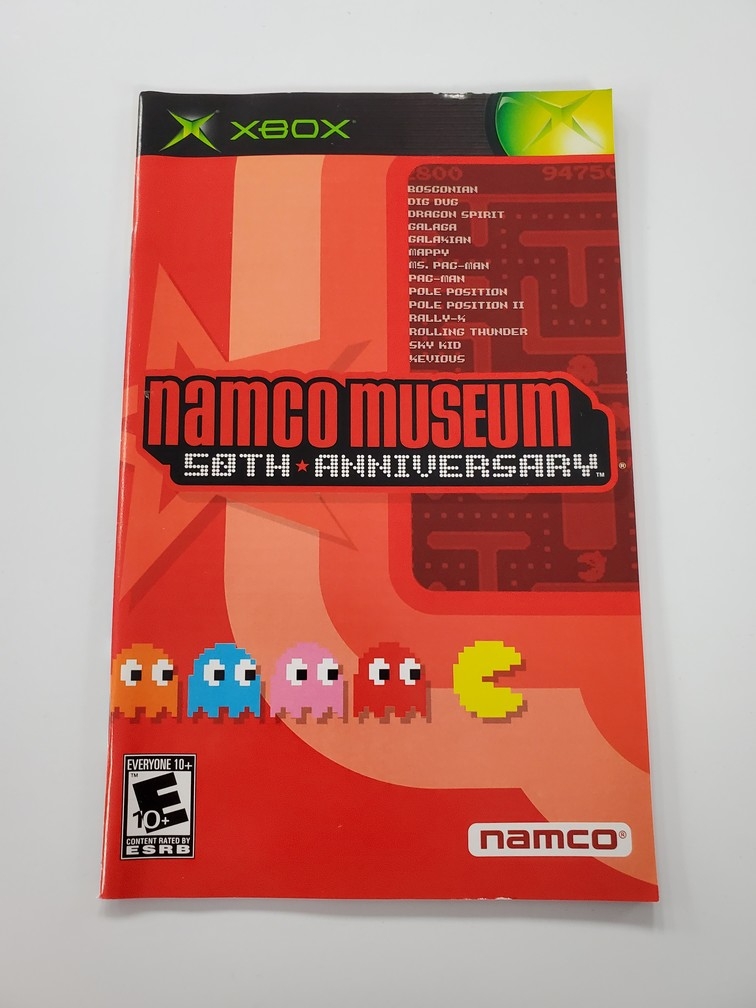 XBOX
2800 94750
BOSCONIAN
DIG DUG
DRAGON SPIRIT
GALAGA
GALAXIAN
MAPPY
MS. PAC-MAN
PAC-MAN
POLE POSITION
POLE POSITION II
RALLY-X
ROLLING THUNDER
SKY KID
XEVIOUS
namco museum ®
50TH ★ ANNIVERSARY™
EVERYONE 10+
™
E
10+
CONTENT RATED BY
ESRB
namco®